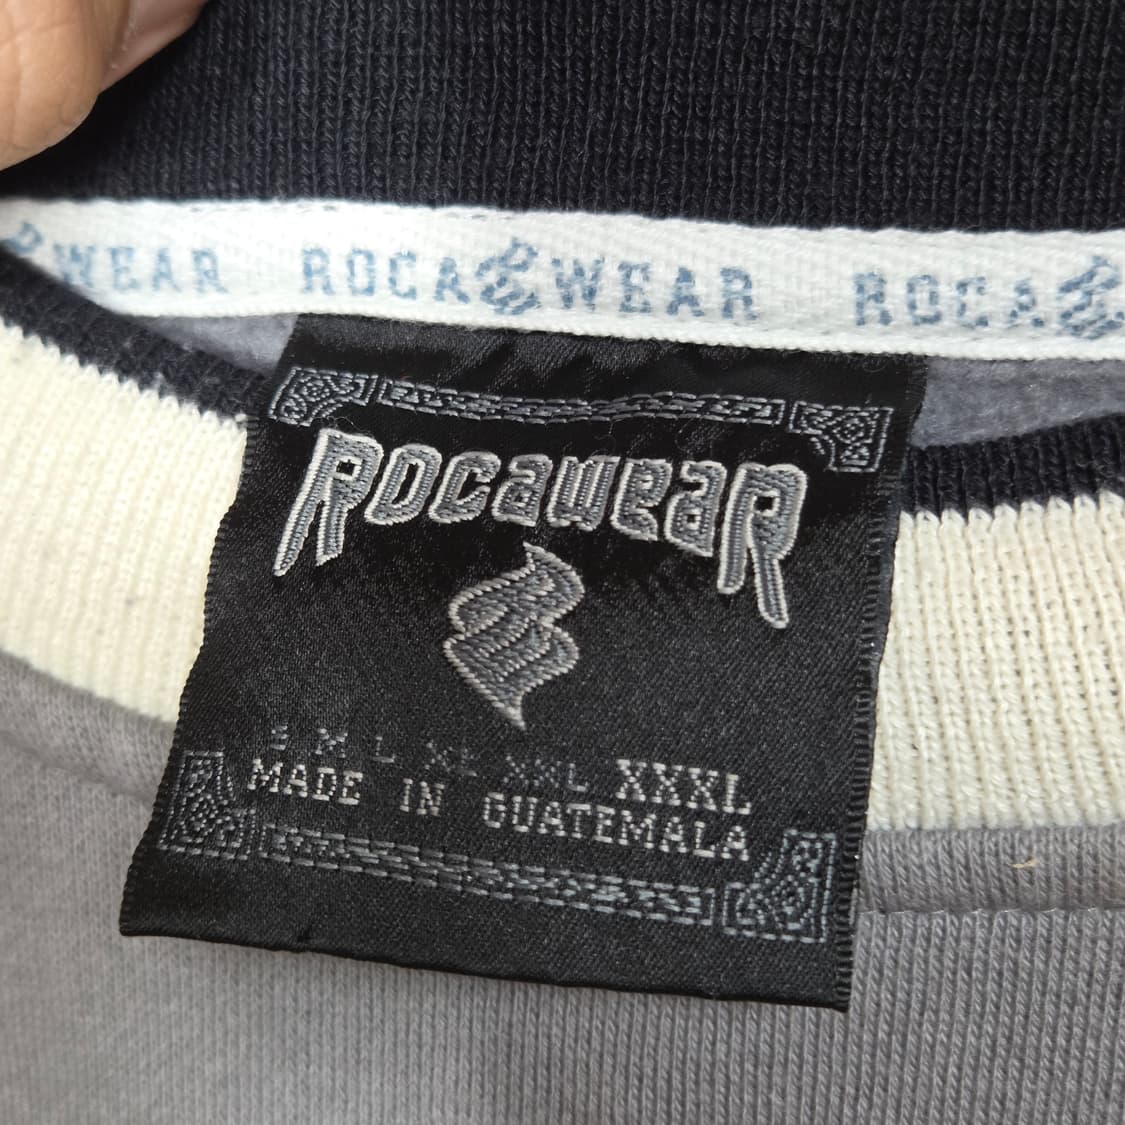 WEAR ROCAWEAR ROCA
ROCAWEAR
S M L XL XXL XXXL
MADE IN GUATEMALA